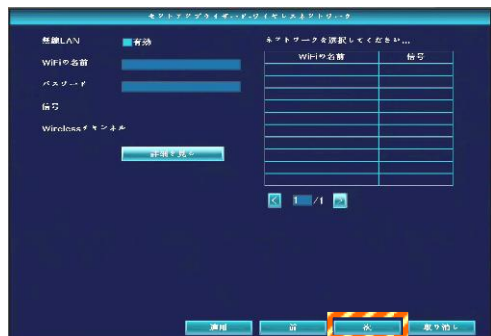 セットアップウィザード-ワイヤレスネットワーク
無線LAN
有効
ネットワークを選択してください...
WiFiの名前
信号
WiFiの名前
パスワード
信号
Wirelessチャンネル
詳細を見る
1 /1
適用
前
次
取り消し